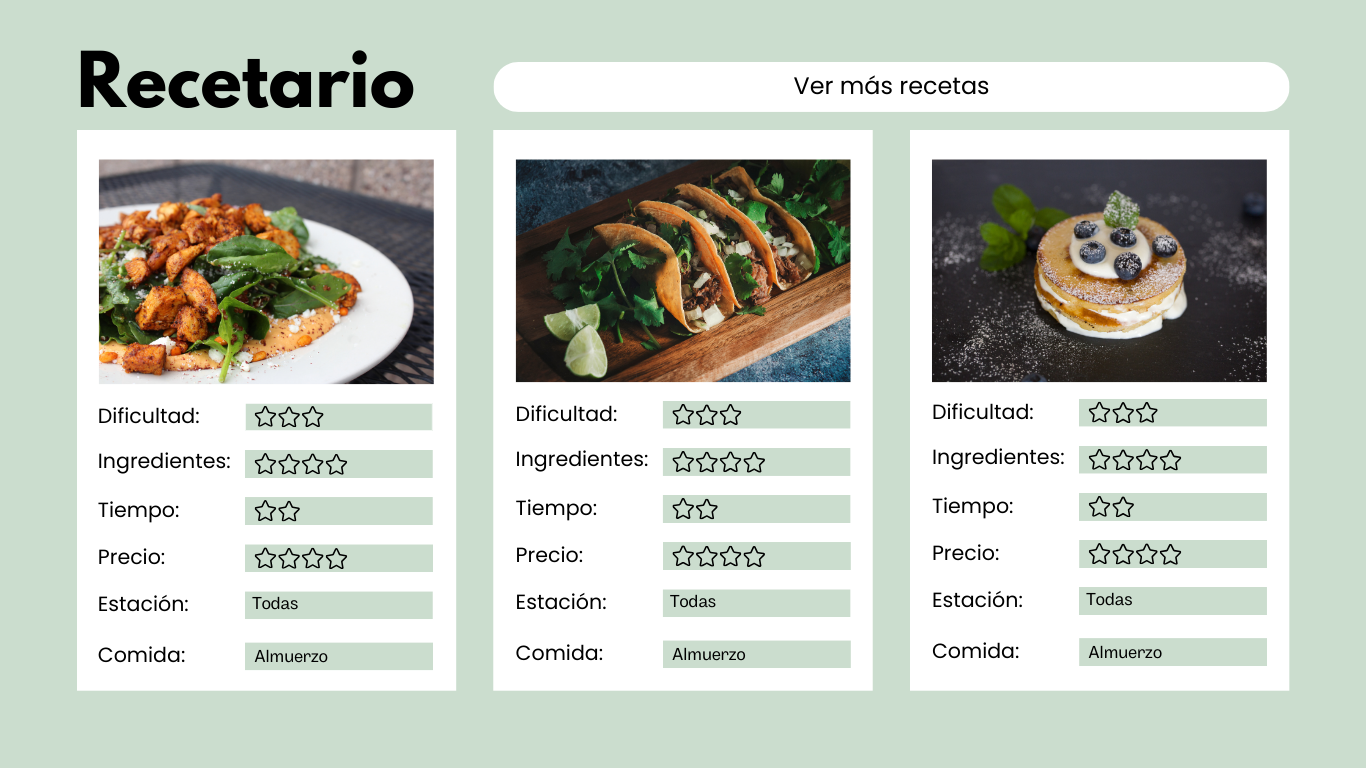 Recetario
Ver más recetas
Dificultad:
Ingredientes:
Tiempo:
Precio:
Estación: Todas
Comida: Almuerzo
Dificultad:
Ingredientes:
Tiempo:
Precio:
Estación: Todas
Comida: Almuerzo
Dificultad:
Ingredientes:
Tiempo:
Precio:
Estación: Todas
Comida: Almuerzo